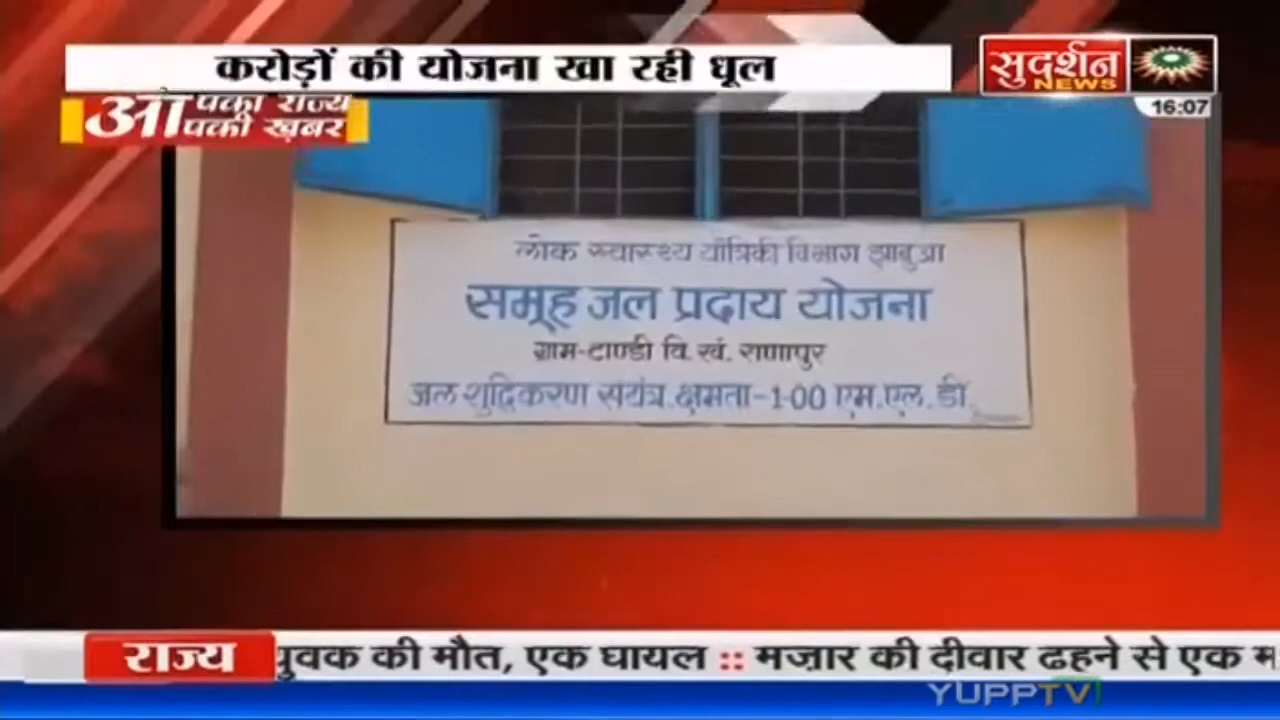 करोड़ों की योजना खा रही धूल
सुदर्शन
NEWS
16:07
आपका राज्य
आपकी ख़बर
लोक स्वास्थ्य यॉंत्रिकी विभाग झाबुआ
समूह जल प्रदाय योजना
ग्राम-टाण्डी वि.खं. राणापुर
जल शुद्धिकरण संयंत्र.क्षमता-1.00 एम.एल.डी.
राज्य
युवक की मौत, एक घायल :: मज़ार की दीवार ढहने से एक
YUPPTV